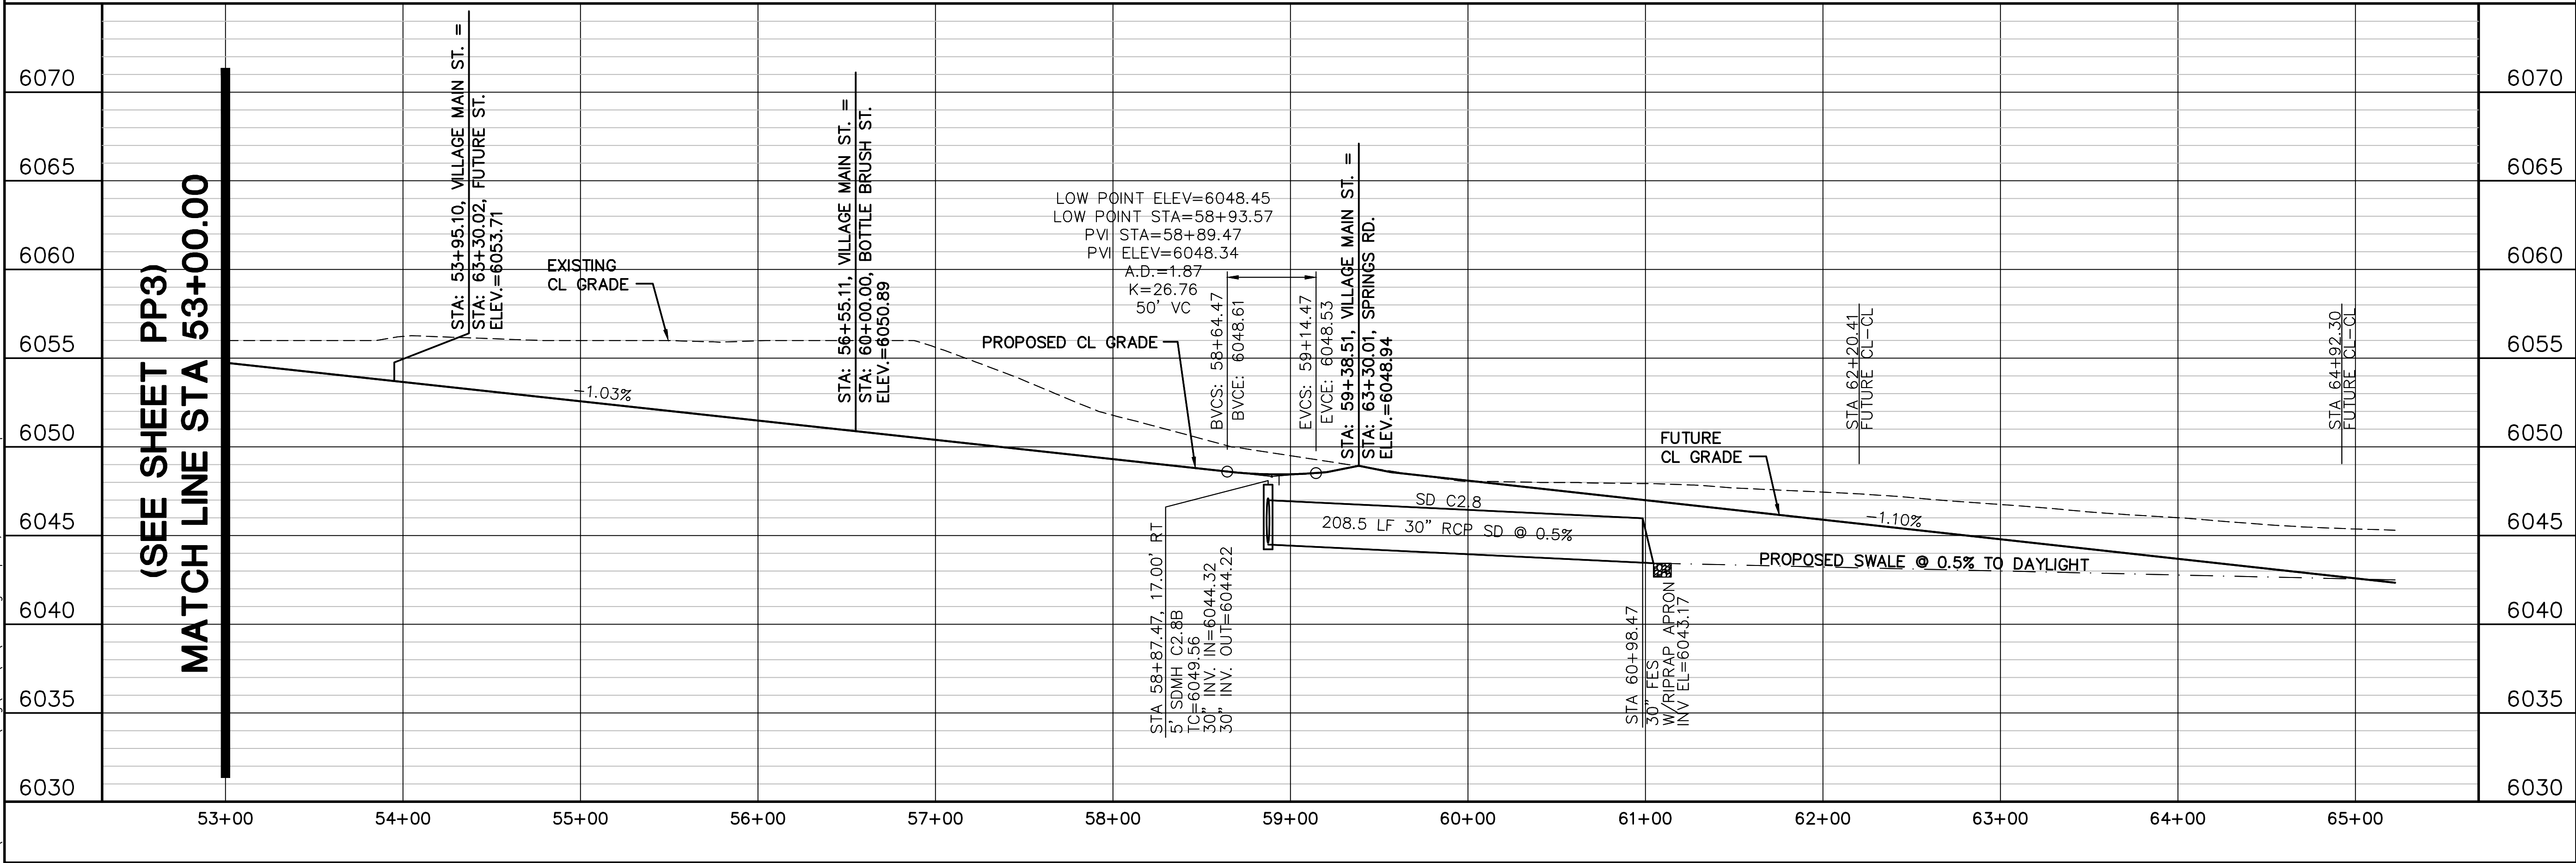 6070
6065
6060
6055
6050
6045
6040
6035
6030
(SEE SHEET PP3)
MATCH LINE STA 53+00.00
STA: 53+95.10, VILLAGE MAIN ST. =
STA: 63+30.02, FUTURE ST.
ELEV.=6053.71
EXISTING
CL GRADE
-1.03%
STA: 56+55.11, VILLAGE MAIN ST. =
STA: 60+00.00, BOTTLE BRUSH ST.
ELEV.=6050.89
LOW POINT ELEV=6048.45
LOW POINT STA=58+93.57
PVI STA=58+89.47
PVI ELEV=6048.34
A.D.=1.87
K=26.76
50' VC
PROPOSED CL GRADE
BVCS: 58+64.47
BVCE: 6048.61
EVCS: 59+14.47
EVCE: 6048.53
STA: 59+38.51, VILLAGE MAIN ST. =
STA: 63+30.01, SPRINGS RD.
ELEV.=6048.94
STA 58+87.47, 17.00' RT
5' SDMH C2.8B
TC=6049.56
30" INV. IN=6044.32
30" INV. OUT=6044.22
SD C2.8
208.5 LF 30" RCP SD @ 0.5%
STA 60+98.47
30" FES
W/RIPRAP APRON
INV EL=6043.17
FUTURE
CL GRADE
-1.10%
PROPOSED SWALE @ 0.5% TO DAYLIGHT
STA 62+20.41
FUTURE CL-CL
STA 64+92.30
FUTURE CL-CL
6070
6065
6060
6055
6050
6045
6040
6035
6030
53+00
54+00
55+00
56+00
57+00
58+00
59+00
60+00
61+00
62+00
63+00
64+00
65+00